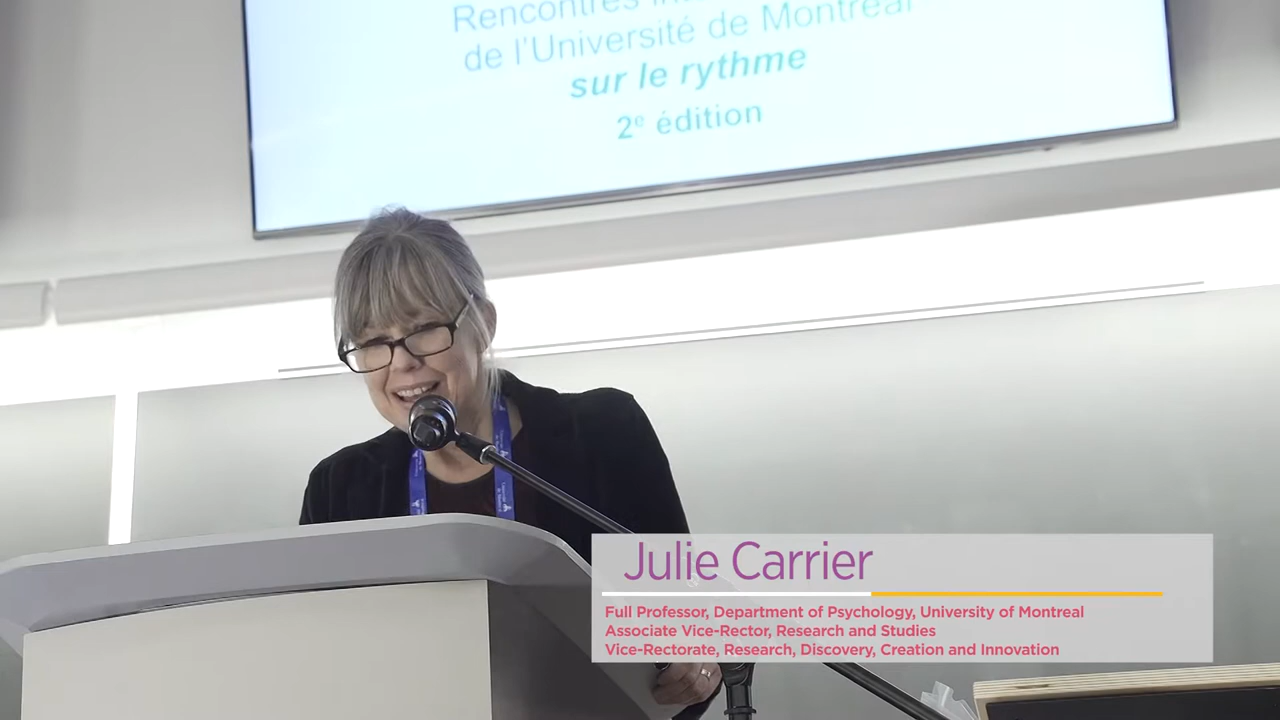 Rencontres
de l'Université de Montréal
sur le rythme
2e édition
Julie Carrier
Full Professor, Department of Psychology, University of Montreal
Associate Vice-Rector, Research and Studies
Vice-Rectorate, Research, Discovery, Creation and Innovation